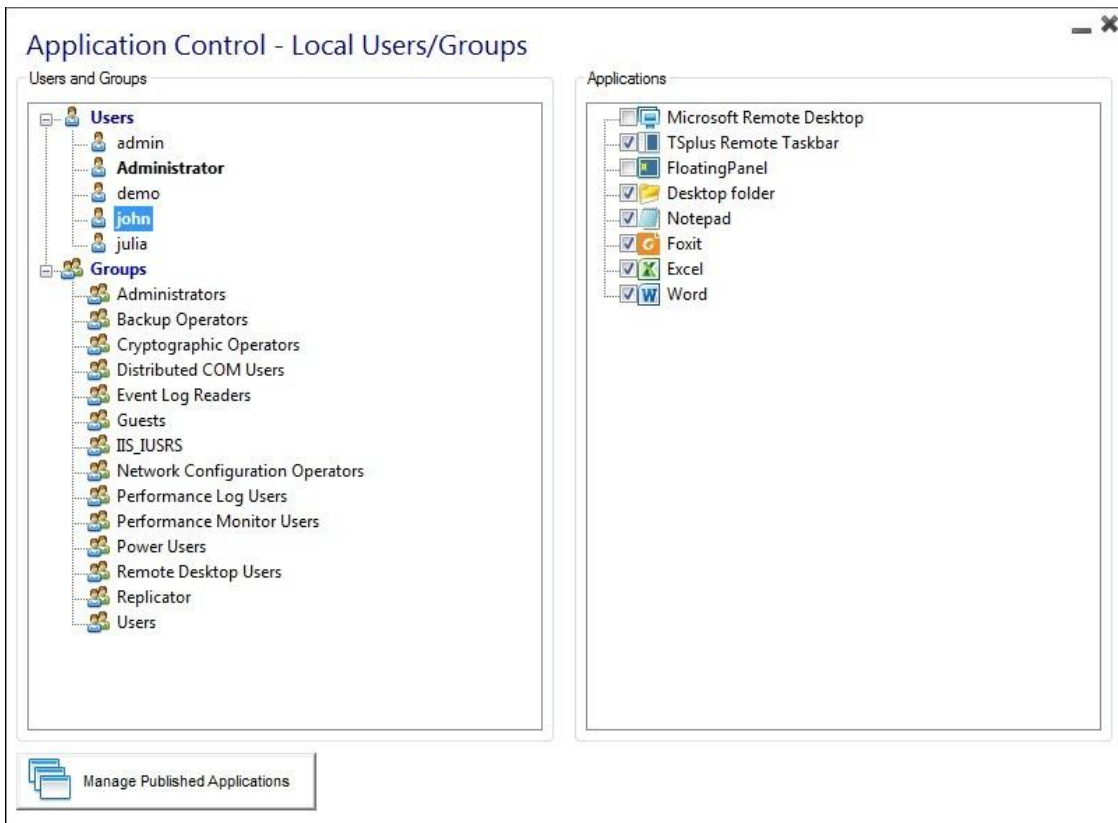 Application Control - Local Users/Groups
Users and Groups
Users
admin
Administrator
demo
john
julia
Groups
Administrators
Backup Operators
Cryptographic Operators
Distributed COM Users
Event Log Readers
Guests
IIS_IUSRS
Network Configuration Operators
Performance Log Users
Performance Monitor Users
Power Users
Remote Desktop Users
Replicator
Users
Applications
Microsoft Remote Desktop
TSplus Remote Taskbar
FloatingPanel
Desktop folder
Notepad
Foxit
Excel
Word
Manage Published Applications